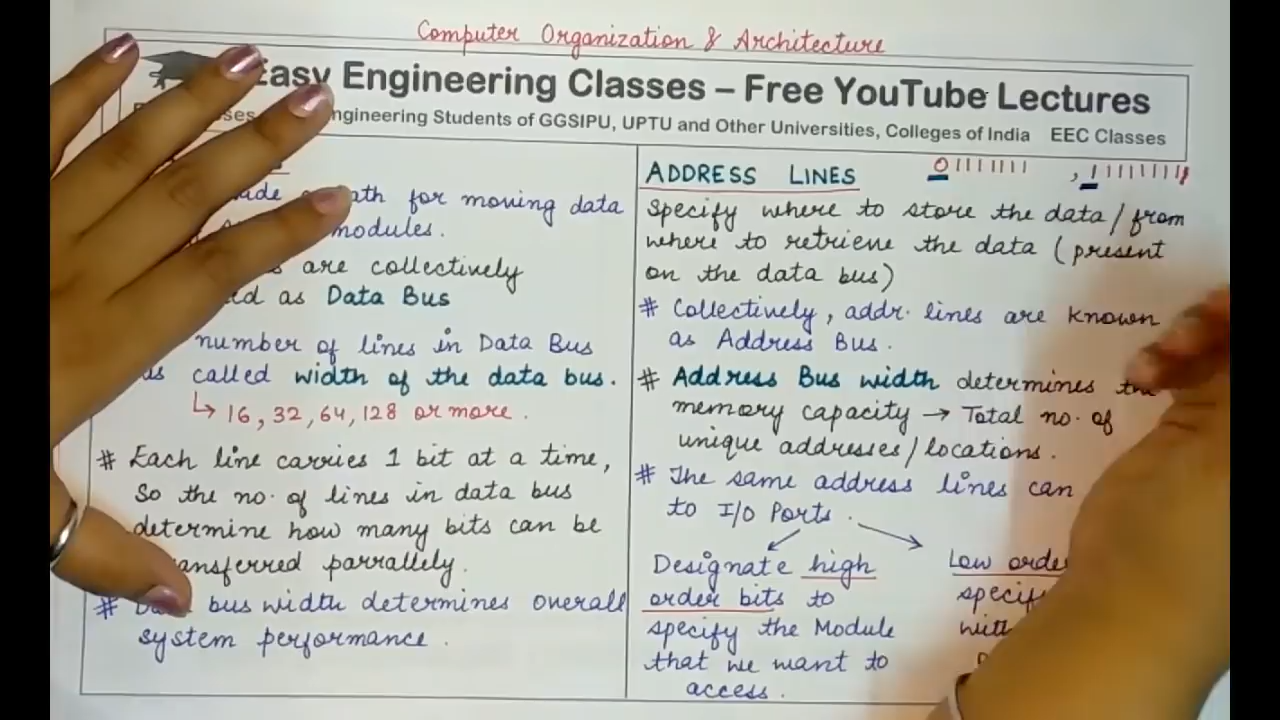 Computer Organization & Architecture
Easy Engineering Classes – Free YouTube Lectures
Engineering Students of GGSIPU, UPTU and Other Universities, Colleges of India EEC Classes
path for moving data
modules.
are collectively
as Data Bus
number of lines in Data Bus
called width of the data bus.
↳ 16, 32, 64, 128 or more.
# Each line carries 1 bit at a time,
So the no. of lines in data bus
determine how many bits can be
parrallely.
# bus width determines overall
system performance.
ADDRESS LINES 01111111 , 11111111
Specify where to store the data / from
where to retrieve the data (present
on the data bus)
# Collectively, addr. lines are known
as Address Bus.
# Address Bus width determines the
memory capacity → Total no. of
unique addresses/locations.
# The same address lines can
to I/O Ports.
Designate high
order bits to
specify the Module
that we want to
access.
Low